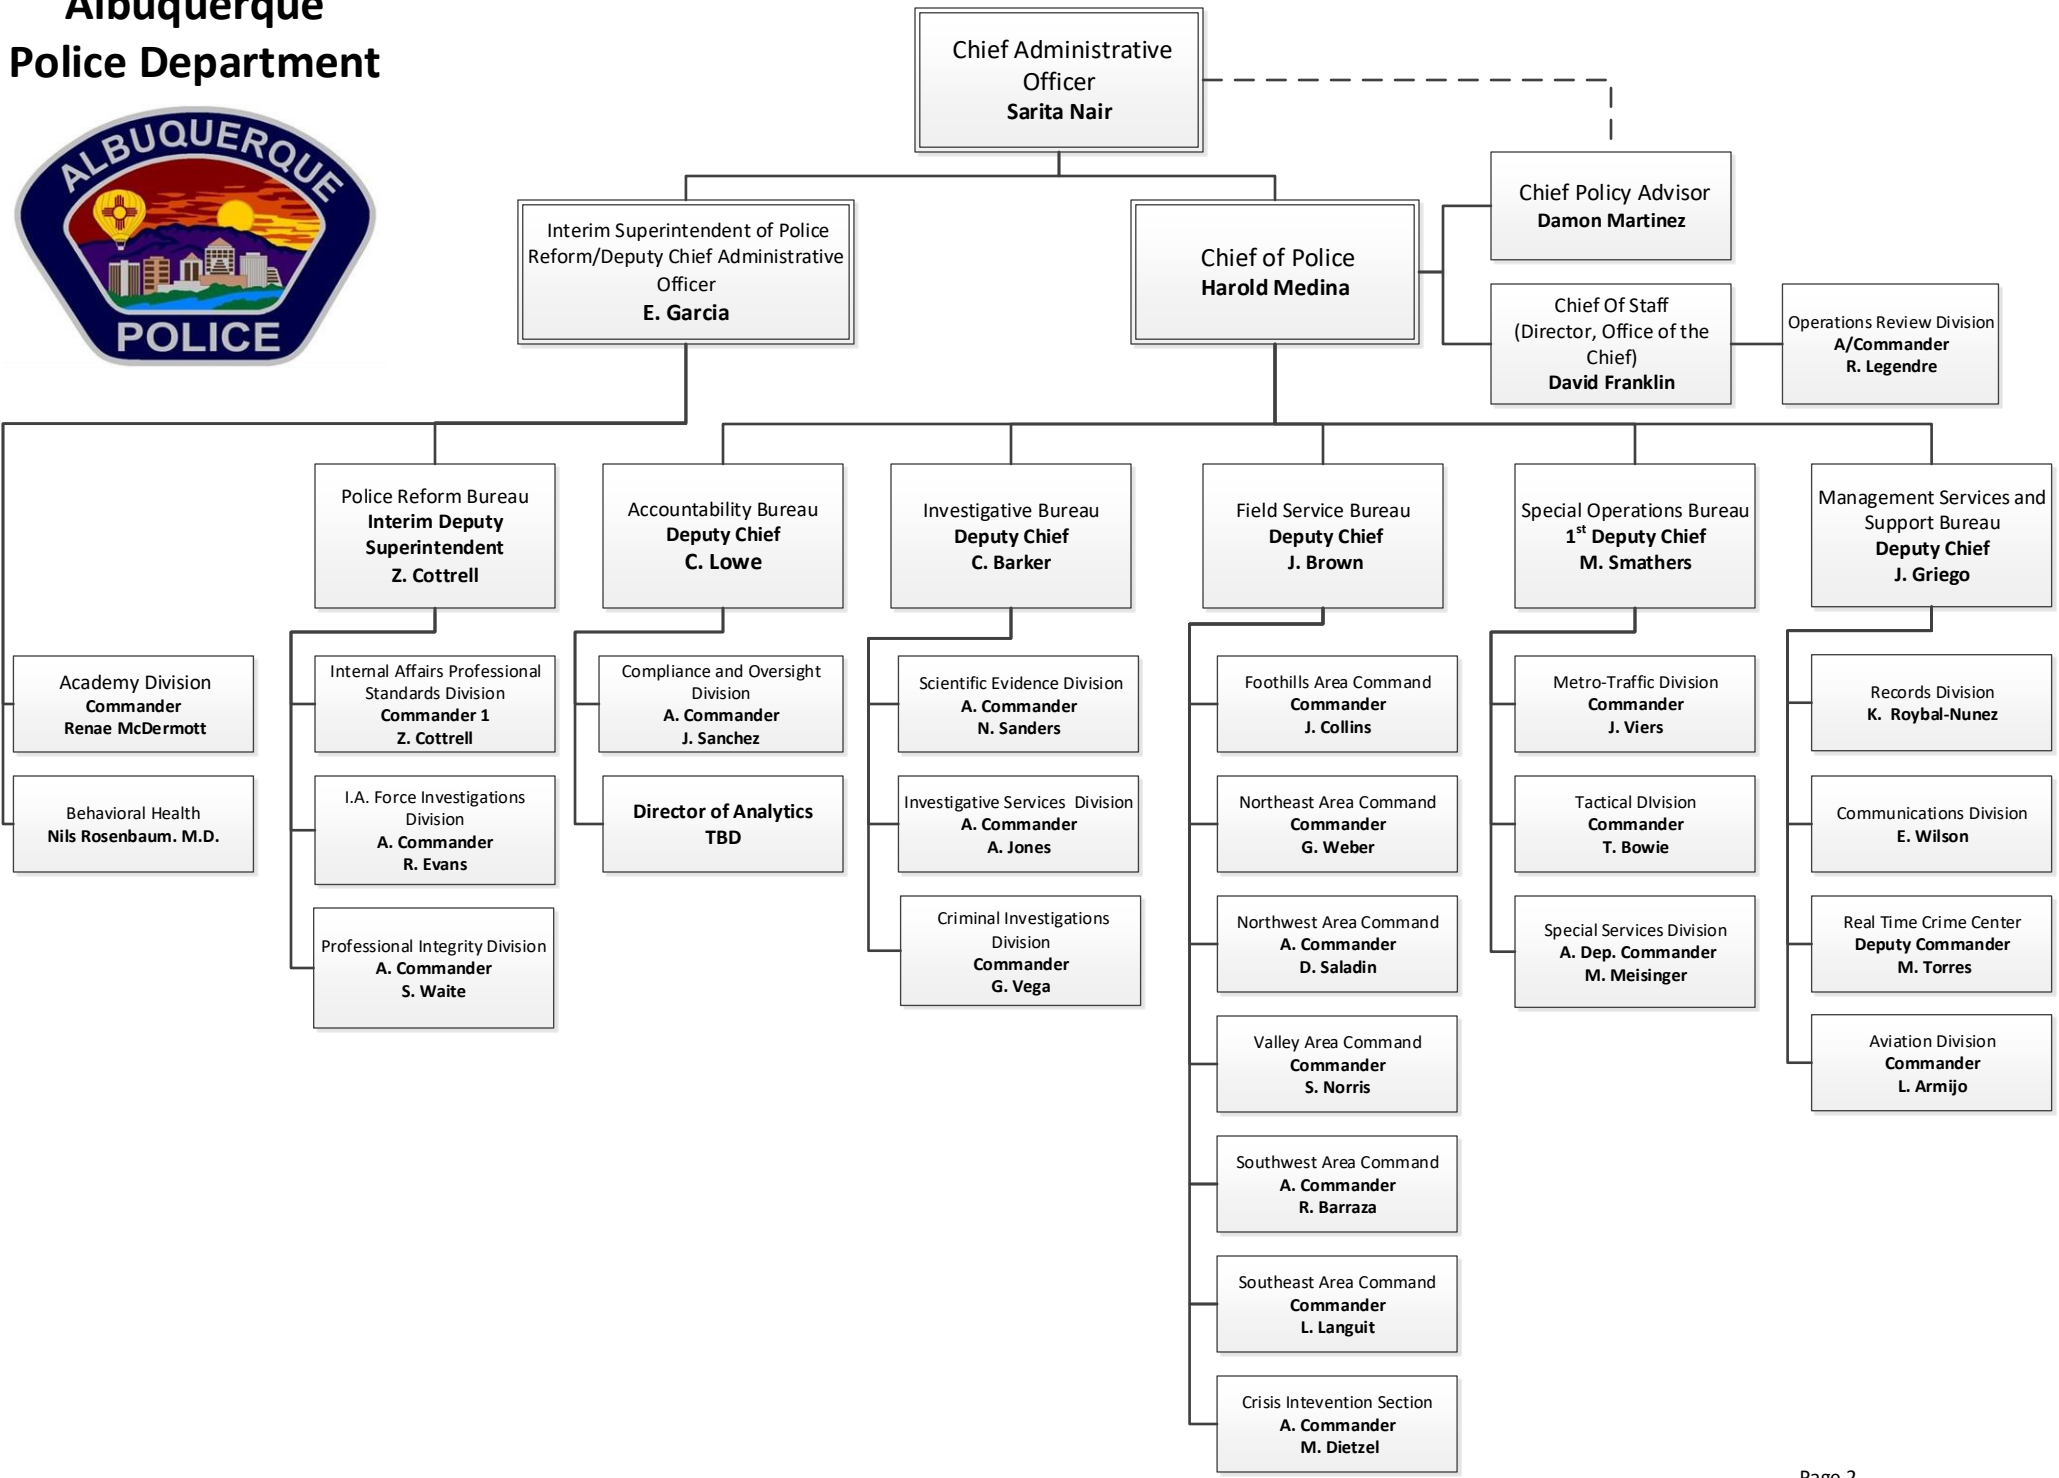 Albuquerque
Police Department
ALBUQUERQUE
POLICE
Chief Administrative
Officer
Sarita Nair
Interim Superintendent of Police
Reform/Deputy Chief Administrative
Officer
E. Garcia
Chief of Police
Harold Medina
Chief Policy Advisor
Damon Martinez
Chief Of Staff
(Director, Office of the
Chief)
David Franklin
Operations Review Division
A/Commander
R. Legendre
Police Reform Bureau
Interim Deputy
Superintendent
Z. Cottrell
Accountability Bureau
Deputy Chief
C. Lowe
Investigative Bureau
Deputy Chief
C. Barker
Field Service Bureau
Deputy Chief
J. Brown
Special Operations Bureau
1st Deputy Chief
M. Smathers
Management Services and
Support Bureau
Deputy Chief
J. Griego
Academy Division
Commander
Renae McDermott
Behavioral Health
Nils Rosenbaum. M.D.
Internal Affairs Professional
Standards Division
Commander 1
Z. Cottrell
I.A. Force Investigations
Division
A. Commander
R. Evans
Professional Integrity Division
A. Commander
S. Waite
Compliance and Oversight
Division
A. Commander
J. Sanchez
Director of Analytics
TBD
Scientific Evidence Division
A. Commander
N. Sanders
Investigative Services Division
A. Commander
A. Jones
Criminal Investigations
Division
Commander
G. Vega
Foothills Area Command
Commander
J. Collins
Northeast Area Command
Commander
G. Weber
Northwest Area Command
A. Commander
D. Saladin
Valley Area Command
Commander
S. Norris
Southwest Area Command
A. Commander
R. Barraza
Southeast Area Command
Commander
L. Languit
Crisis Intevention Section
A. Commander
M. Dietzel
Metro-Traffic Division
Commander
J. Viers
Tactical DIvision
Commander
T. Bowie
Special Services Division
A. Dep. Commander
M. Meisinger
Records Division
K. Roybal-Nunez
Communications Division
E. Wilson
Real Time Crime Center
Deputy Commander
M. Torres
Aviation Division
Commander
L. Armijo
Page 2